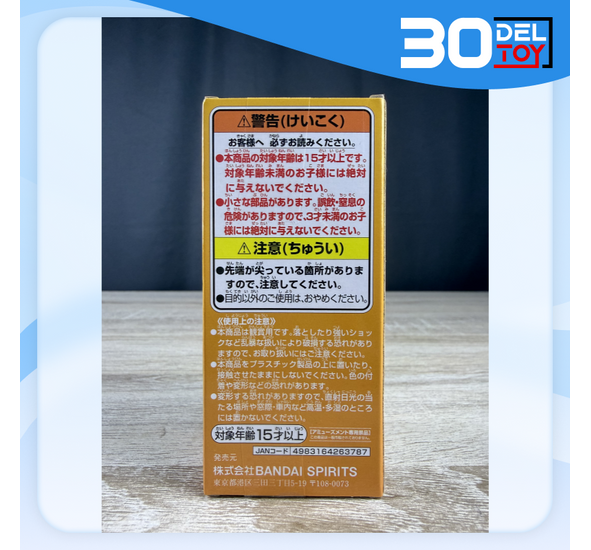 30 DEL
TOY
⚠警告(けいこく)
お客様へ 必ずお読みください。
●本商品の対象年齢は15才以上です。
対象年齢未満のお子様には絶対
に与えないでください。
●小さな部品があります。誤飲・窒息の
危険がありますので、3才未満のお子
様には絶対に与えないでください。
⚠注意(ちゅうい)
●先端が尖っている箇所がありま
すので、注意してください。
●目的以外のご使用は、おやめください。
《使用上の注意》
●本商品は観賞用です。落としたり強いショッ
クなど乱暴な扱いにより破損する恐れがあり
ますので、お取り扱いにはご注意ください。
●本商品をプラスチック製品の上に置いたり、
接触させたままにしないでください。色の付
着や変形などの恐れがあります。
●変形する恐れがありますので、直射日光の当
たる場所や窓際・車内など高温・多湿のところ
には置かないでください。
対象年齢15才以上
[アミューズメント専用景品]
JANコード 4983164263787
発売元
株式会社BANDAI SPIRITS
東京都港区三田三丁目5-19 〒108-0073